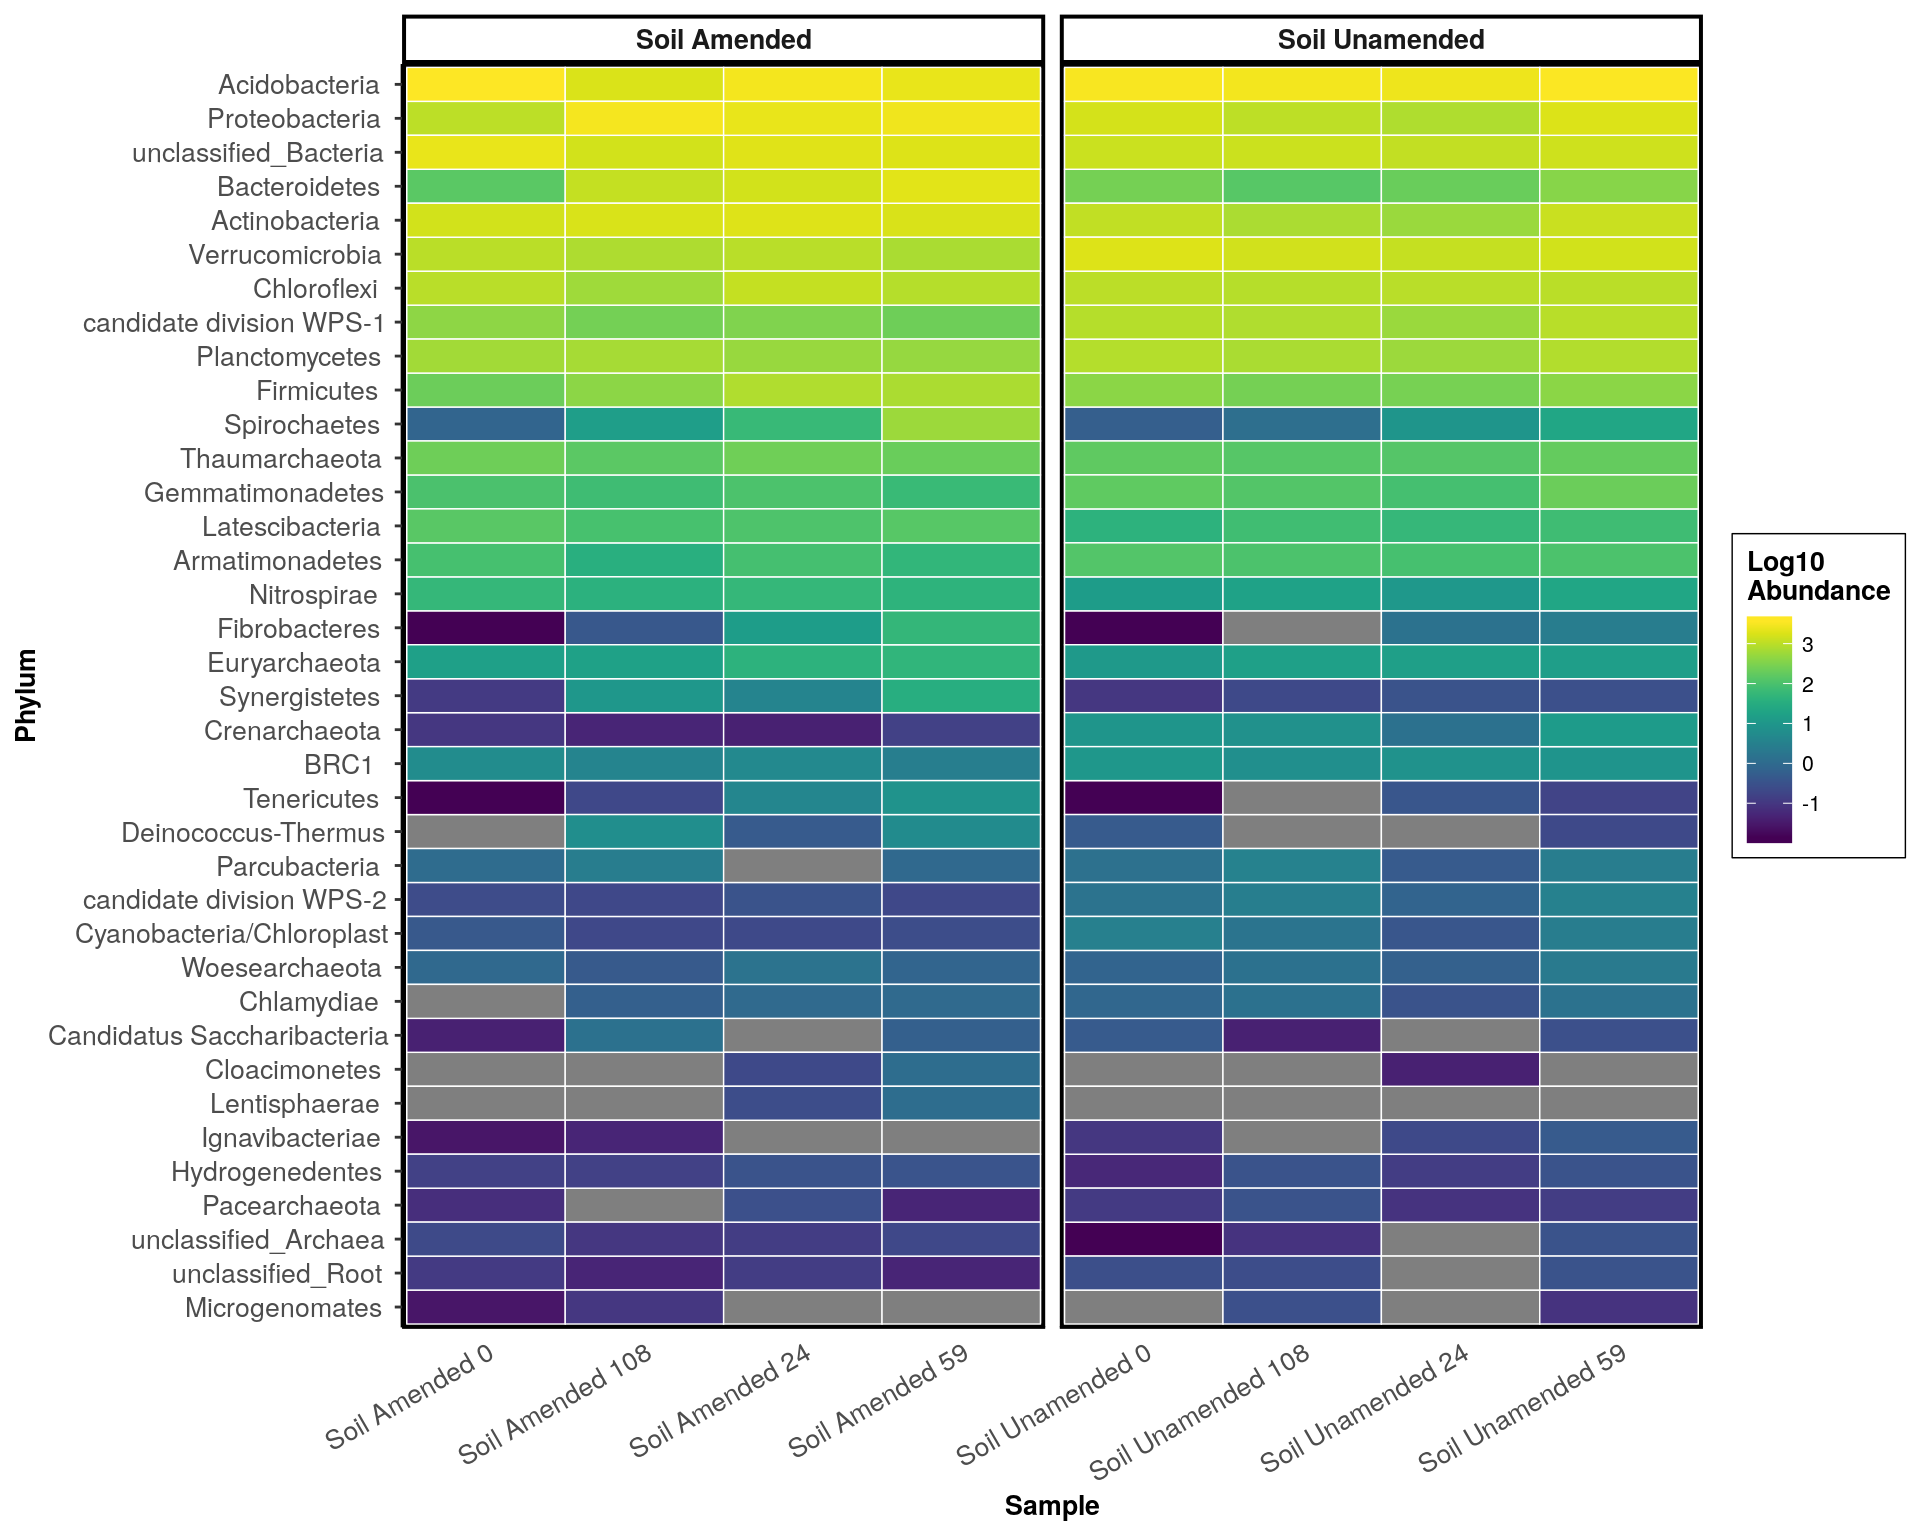 Soil Amended
Soil Unamended
Acidobacteria
Proteobacteria
unclassified_Bacteria
Bacteroidetes
Actinobacteria
Verrucomicrobia
Chloroflexi
candidate division WPS-1
Planctomycetes
Firmicutes
Spirochaetes
Thaumarchaeota
Gemmatimonadetes
Latescibacteria
Armatimonadetes
Nitrospirae
Fibrobacteres
Euryarchaeota
Synergistetes
Crenarchaeota
BRC1
Tenericutes
Deinococcus-Thermus
Parcubacteria
candidate division WPS-2
Cyanobacteria/Chloroplast
Woesearchaeota
Chlamydiae
Candidatus Saccharibacteria
Cloacimonetes
Lentisphaerae
Ignavibacteriae
Hydrogenedentes
Pacearchaeota
unclassified_Archaea
unclassified_Root
Microgenomates
Phylum
Soil Amended 0
Soil Amended 108
Soil Amended 24
Soil Amended 59
Soil Unamended 0
Soil Unamended 108
Soil Unamended 24
Soil Unamended 59
Sample
Log10
Abundance
3
2
1
0
-1